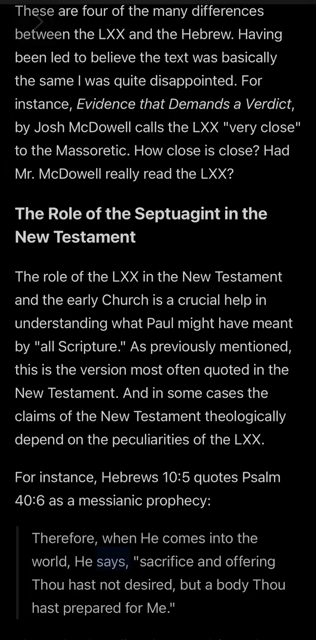 These are four of the many differences
between the LXX and the Hebrew. Having
been led to believe the text was basically
the same I was quite disappointed. For
instance, Evidence that Demands a Verdict,
by Josh McDowell calls the LXX "very close"
to the Massoretic. How close is close? Had
Mr. McDowell really read the LXX?
The Role of the Septuagint in the
New Testament
The role of the LXX in the New Testament
and the early Church is a crucial help in
understanding what Paul might have meant
by "all Scripture." As previously mentioned,
this is the version most often quoted in the
New Testament. And in some cases the
claims of the New Testament theologically
depend on the peculiarities of the LXX.
For instance, Hebrews 10:5 quotes Psalm
40:6 as a messianic prophecy:
Therefore, when He comes into the
world, He says, "sacrifice and offering
Thou hast not desired, but a body Thou
hast prepared for Me."